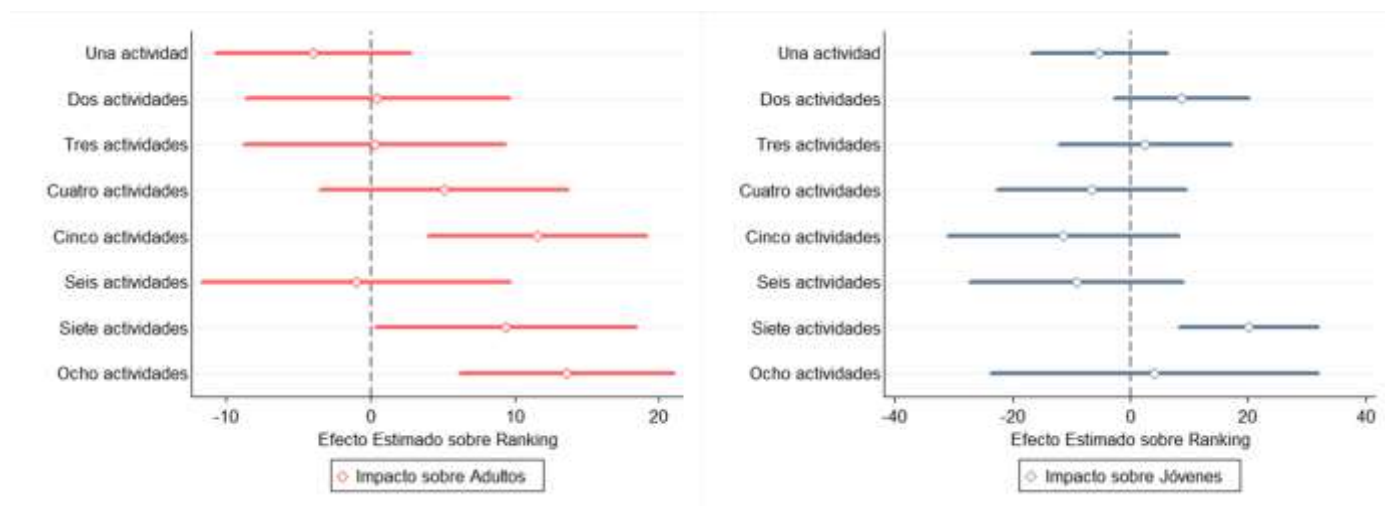 Una actividad
Dos actividades
Tres actividades
Cuatro actividades
Cinco actividades
Seis actividades
Siete actividades
Ocho actividades
-10 0 10 20
Efecto Estimado sobre Ranking
Impacto sobre Adultos
Una actividad
Dos actividades
Tres actividades
Cuatro actividades
Cinco actividades
Seis actividades
Siete actividades
Ocho actividades
-40 -20 0 20 40
Efecto Estimado sobre Ranking
Impacto sobre Jóvenes